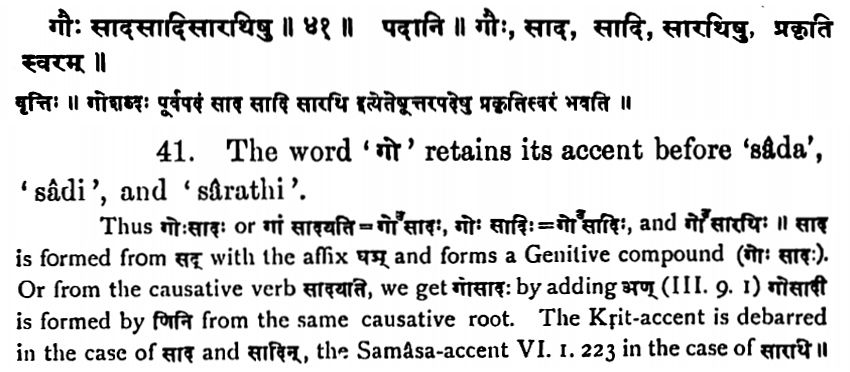 गौः सादसादिसारथिषु ॥ ४१ ॥ पदानि ॥ गौः, साद, सादि, सारथिषु, प्रकृति
स्वरम् ॥
वृत्तिः ॥ गोशब्दः पूर्वपदं साद सादि सारथि इत्येतेषूत्तरपदेषु प्रकृतिस्वरं भवति ॥
41. The word ‘गो’ retains its accent before ‘sâda’,
‘sâdi’, and ‘sârathi’.
Thus गो:सादः or गां सादयति=गो॑सादः, गोः सादिः=गो॑सादिः, and गो॑सारथिः ॥ साद
is formed from सद् with the affix घञ् and forms a Genitive compound (गोः सादः).
Or from the causative verb सादयाति, we get गोसादः by adding अण् (III. 9. 1) गोसादी
is formed by णिनि from the same causative root. The Kṛit-accent is debarred
in the case of साद and सादिन्, the Samâsa-accent VI. 1. 223 in the case of सारथि ॥